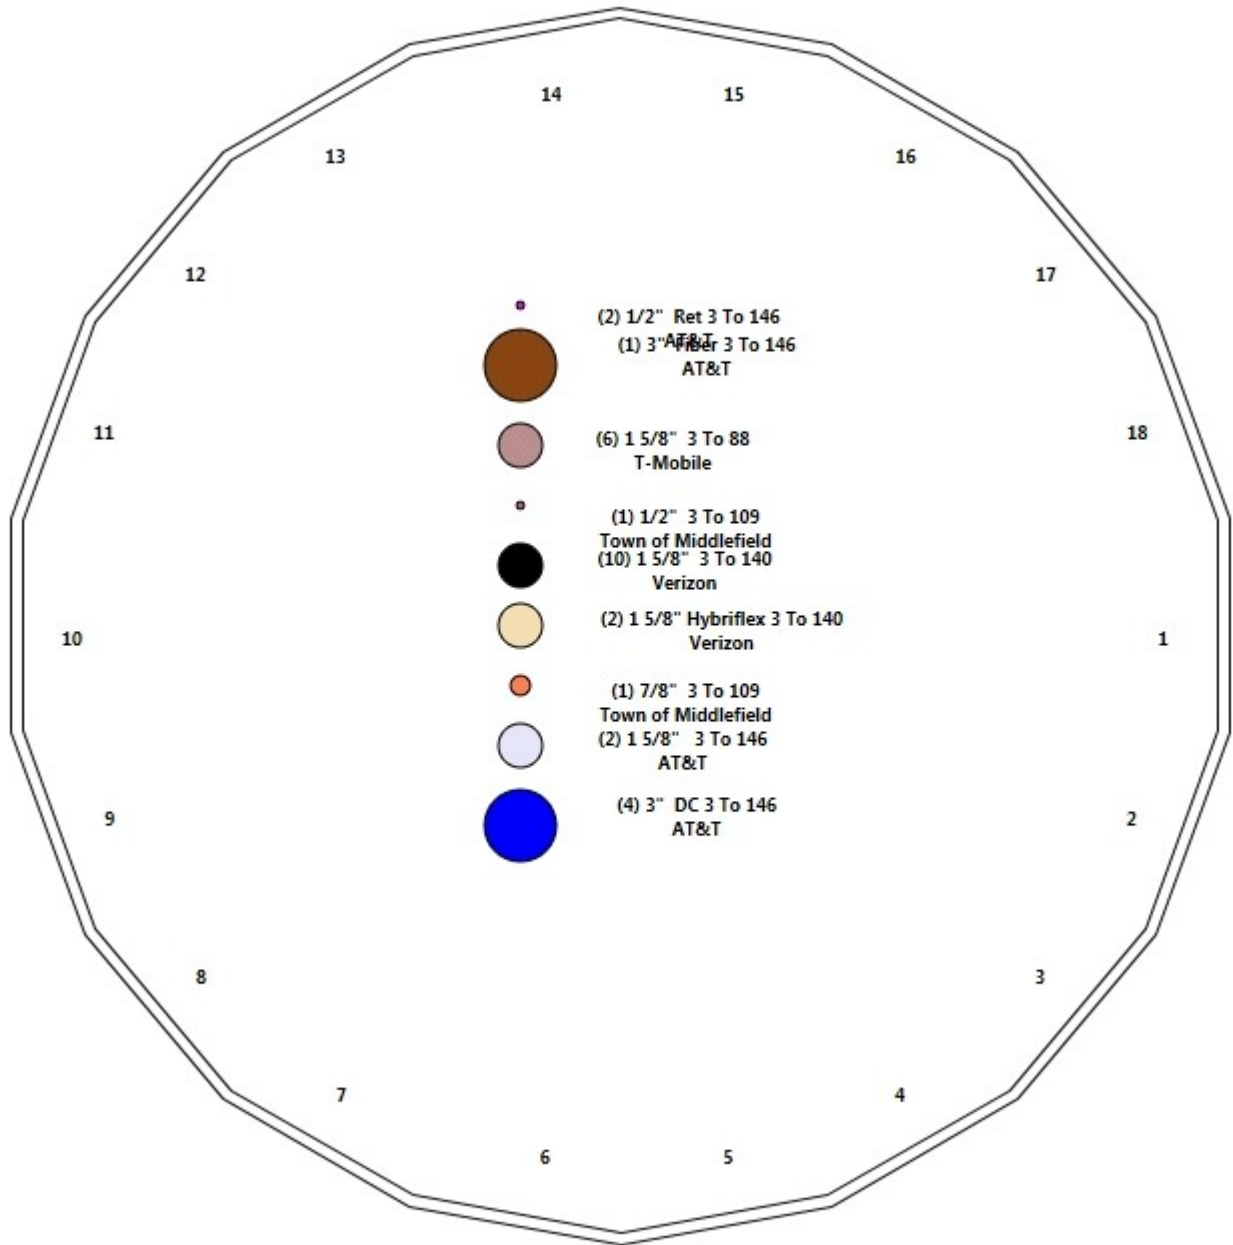 14
15
13
16
12
17
(2) 1/2" Ret 3 To 146
AT&T
(1) 3" Fiber 3 To 146
AT&T
11
18
(6) 1 5/8" 3 To 88
T-Mobile
(1) 1/2" 3 To 109
Town of Middlefield
(10) 1 5/8" 3 To 140
Verizon
(2) 1 5/8" Hybriflex 3 To 140
Verizon
10
1
(1) 7/8" 3 To 109
Town of Middlefield
(2) 1 5/8" 3 To 146
AT&T
(4) 3" DC 3 To 146
AT&T
9
2
8
3
7
4
6
5